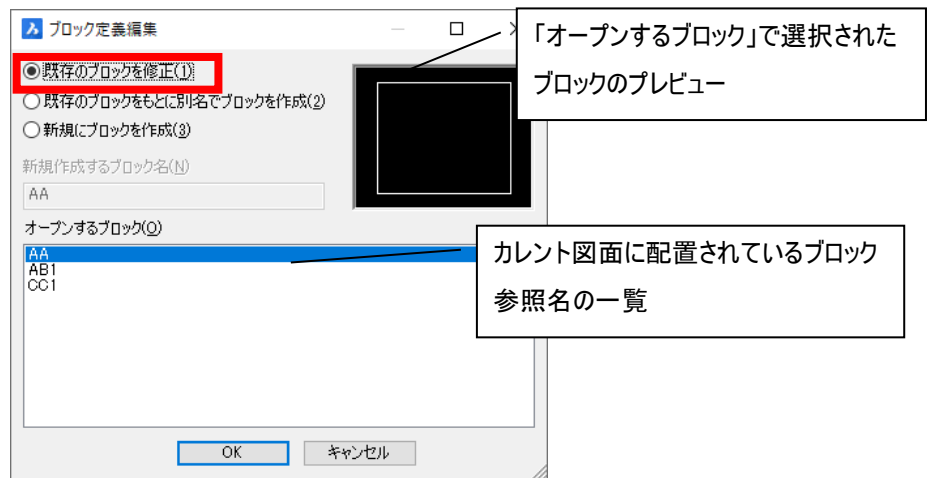 ブロック定義編集
既存のブロックを修正(1)
既存のブロックをもとに別名でブロックを作成(2)
新規にブロックを作成(3)
新規作成するブロック名(N)
AA
オープンするブロック(O)
AA
AB1
CC1
OK
キャンセル
「オープンするブロック」で選択された
ブロックのプレビュー
カレント図面に配置されているブロック
参照名の一覧